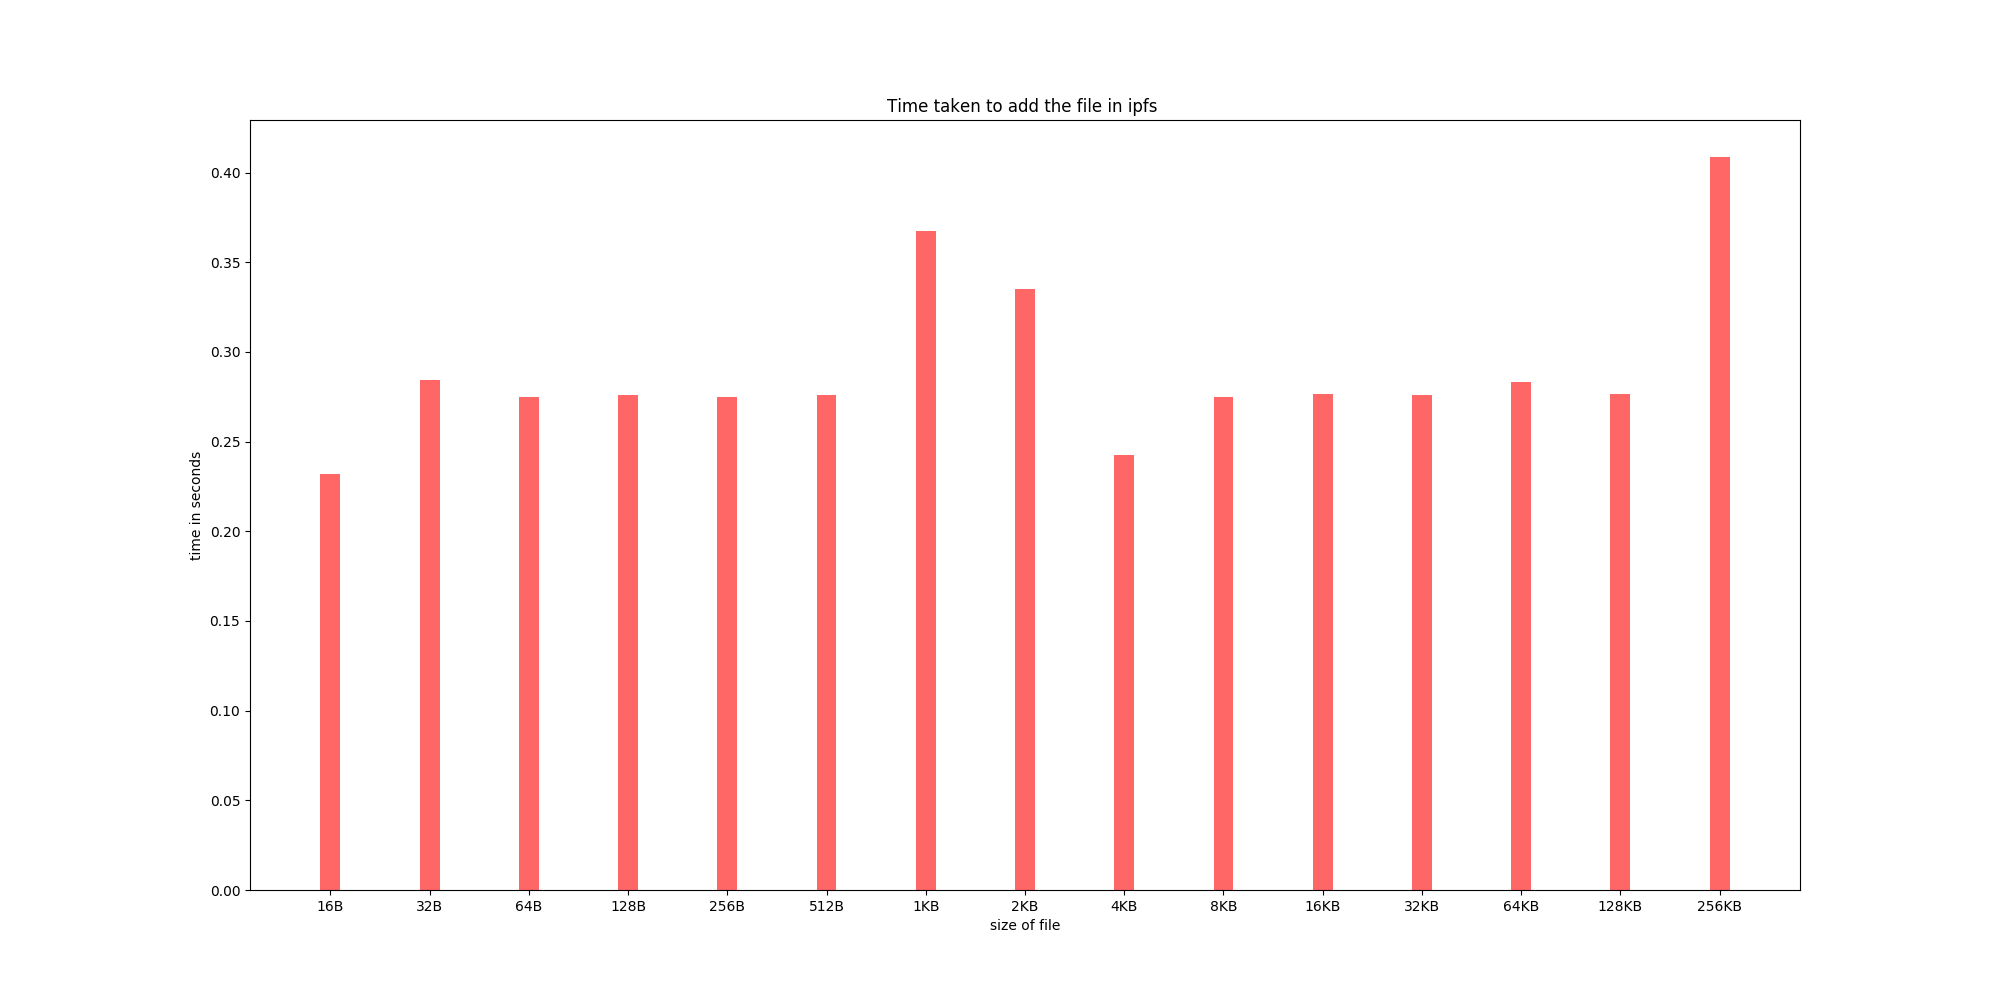 Time taken to add the file in ipfs
0.40
0.35
0.30
0.25
0.20
0.15
0.10
0.05
0.00
time in seconds
16B 32B 64B 128B 256B 512B 1KB 2KB 4KB 8KB 16KB 32KB 64KB 128KB 256KB
size of file